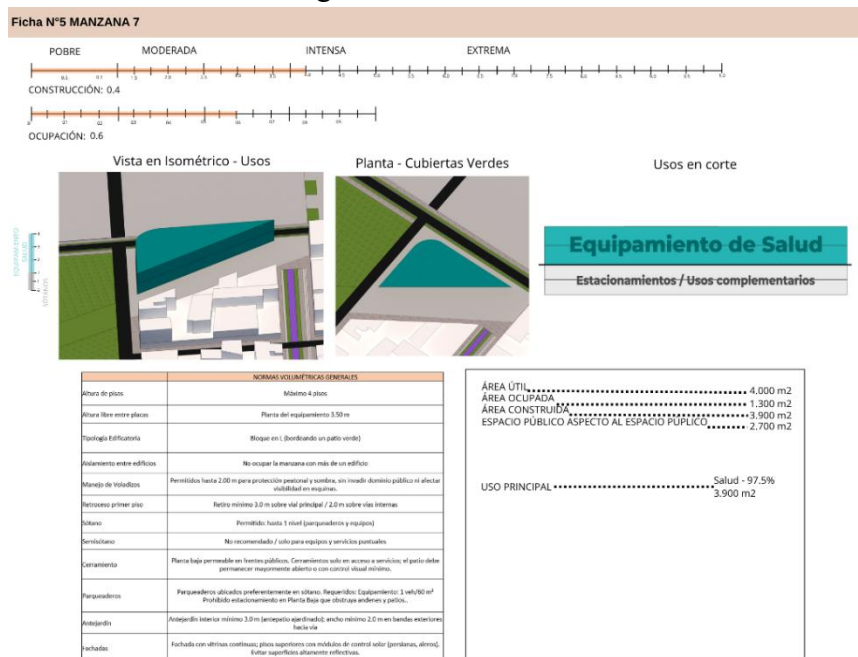 Ficha N°5 MANZANA 7
POBRE MODERADA INTENSA EXTREMA
CONSTRUCCIÓN: 0.4
OCUPACIÓN: 0.6
Vista en Isométrico - Usos
Planta - Cubiertas Verdes
Usos en corte
EQUIPAMIENTO
SALUD
SÓTANOS
Equipamiento de Salud
Estacionamientos / Usos complementarios
NORMAS VOLUMÉTRICAS GENERALES
Altura de pisos Máximo 4 pisos
Altura libre entre placas Planta del equipamiento 3.50 m
Tipología Edificatoria Bloque en L (bordeando un patio verde)
Aislamiento entre edificios No ocupar la manzana con más de un edificio
Manejo de Voladizos Permitidos hasta 2.00 m para protección peatonal y sombra, sin invadir dominio público ni afectar
visibilidad en esquinas.
Retroceso primer piso Retiro mínimo 3.0 m sobre vial principal / 2.0 m sobre vías internas
Sótano Permitido: hasta 1 nivel (parqueaderos y equipos)
Semisótano No recomendado / solo para equipos y servicios puntuales
Cerramiento Planta baja permeable en frentes públicos. Cerramientos solo en acceso a servicios; el patio debe
permanecer mayormente abierto o con control visual mínimo.
Parqueaderos Parqueaderos ubicados preferentemente en sótano. Requeridos: Equipamiento: 1 veh/60 m²
Prohibido estacionamiento en Planta Baja que obstruya andenes y patios..
Antejardín Antejardín interior mínimo 3.0 m (antepatio ajardinado); ancho mínimo 2.0 m en bandas exteriores
hacia vía
Fachadas Fachada con vitrinas continuas; pisos superiores con módulos de control solar (persianas, aleros).
Evitar superficies altamente reflectivas.
ÁREA ÚTIL 4.000 m2
ÁREA OCUPADA 1.300 m2
ÁREA CONSTRUIDA 3.900 m2
ESPACIO PÚBLICO ASPECTO AL ESPACIO PÚPLICO 2.700 m2
USO PRINCIPAL Salud - 97.5%
3.900 m2